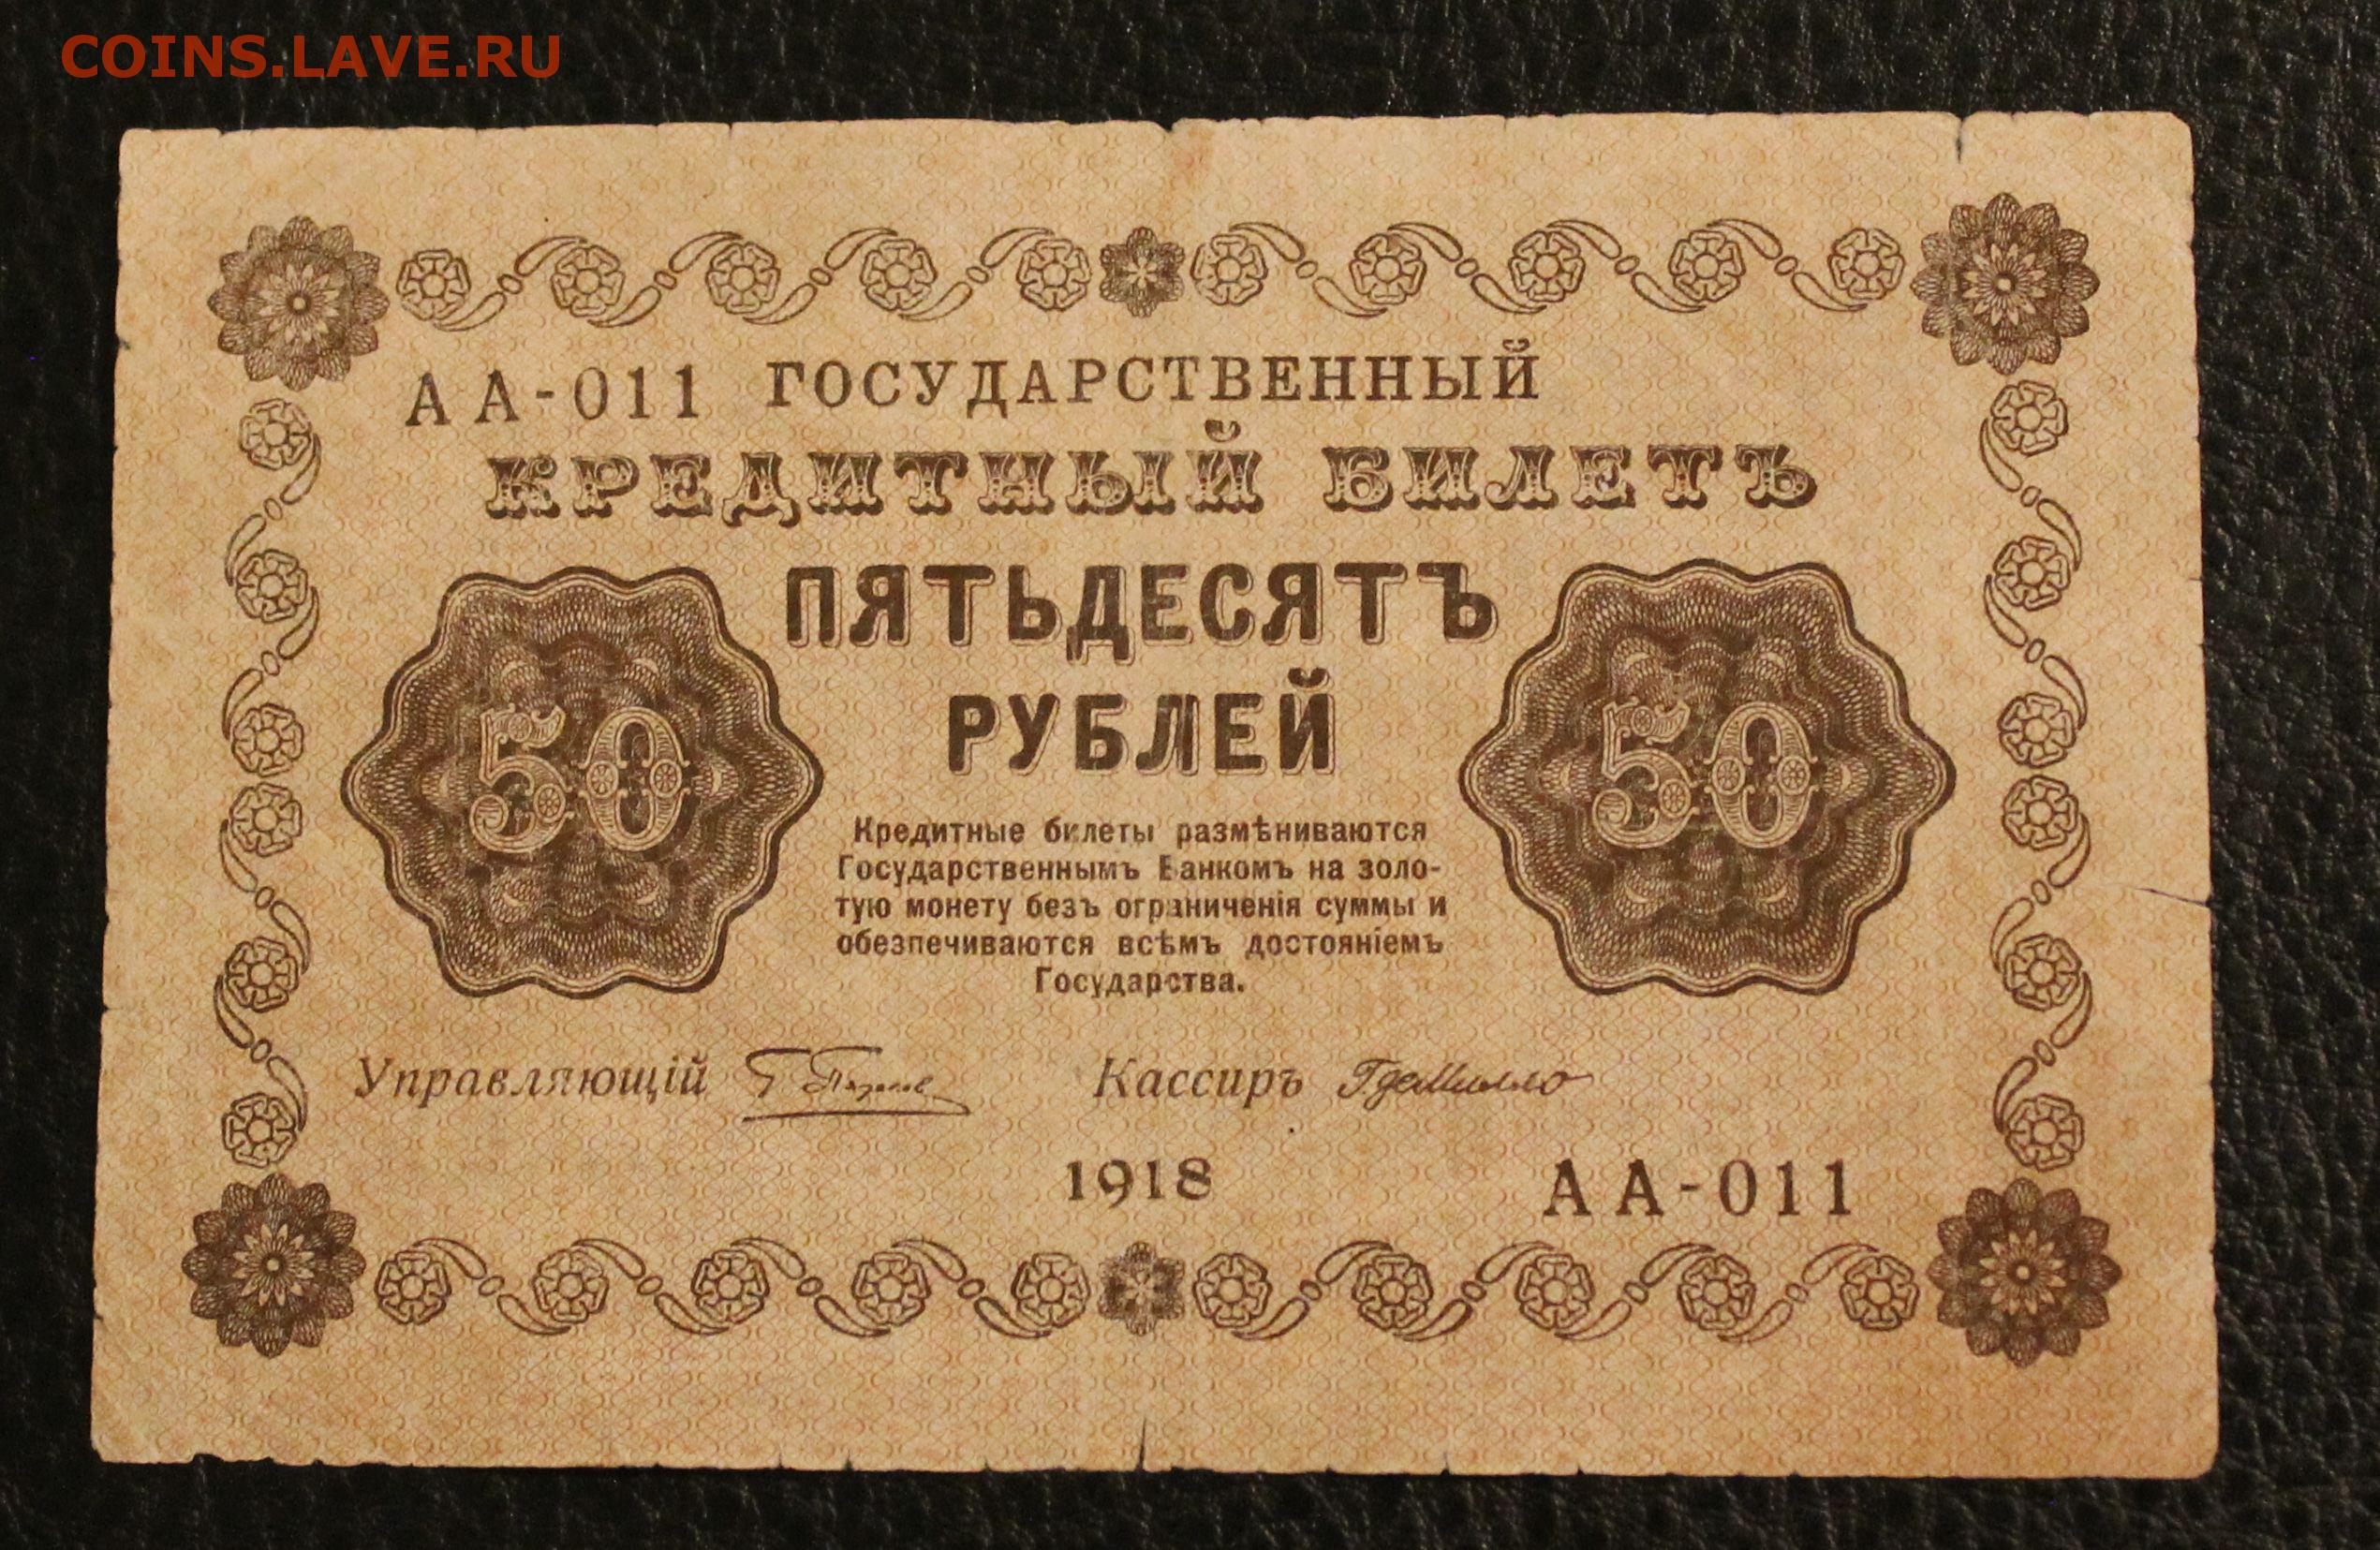 COINS.LAVE.RU
АА-011 ГОСУДАРСТВЕННЫЙ
КРЕДИТНЫЙ БИЛЕТЪ
ПЯТЬДЕСЯТЪ
РУБЛЕЙ
50
50
Кредитные билеты размѣниваются
Государственнымъ Банкомъ на золо-
тую монету безъ ограниченія суммы и
обезпечиваются всѣмъ достояніемъ
Государства.
Управляющій Кассиръ ГдеМилло
1918 АА-011